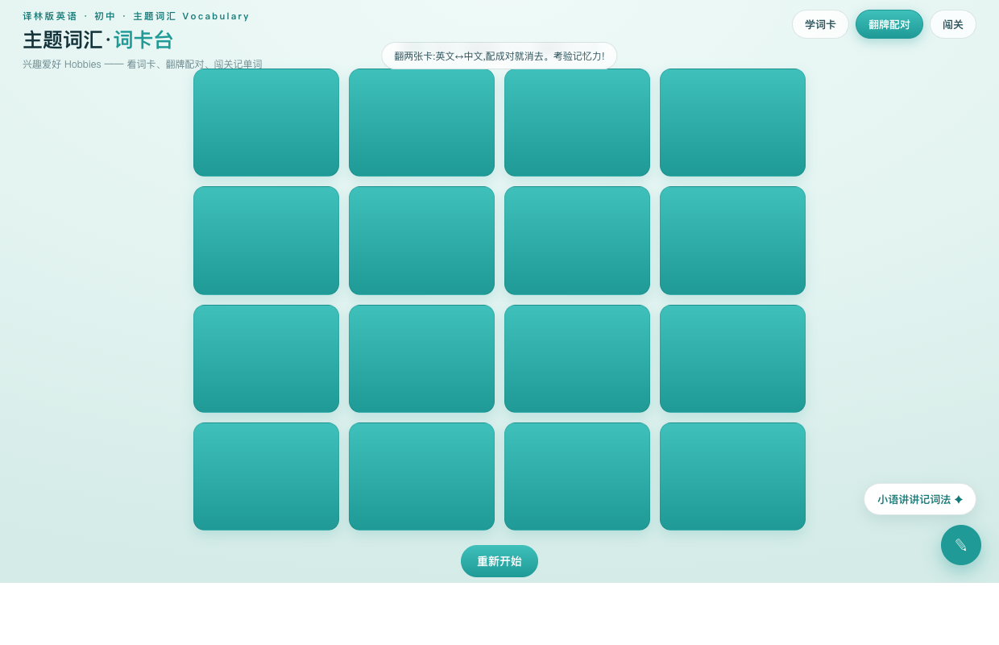 译林版英语 · 初中 · 主题词汇 Vocabulary
主题词汇·词卡台
兴趣爱好 Hobbies —— 看词卡、翻牌配对、闯关记单词
学词卡
翻牌配对
闯关
翻两张卡:英文↔中文,配成对就消去。考验记忆力!
小语讲讲记词法 ✦
重新开始